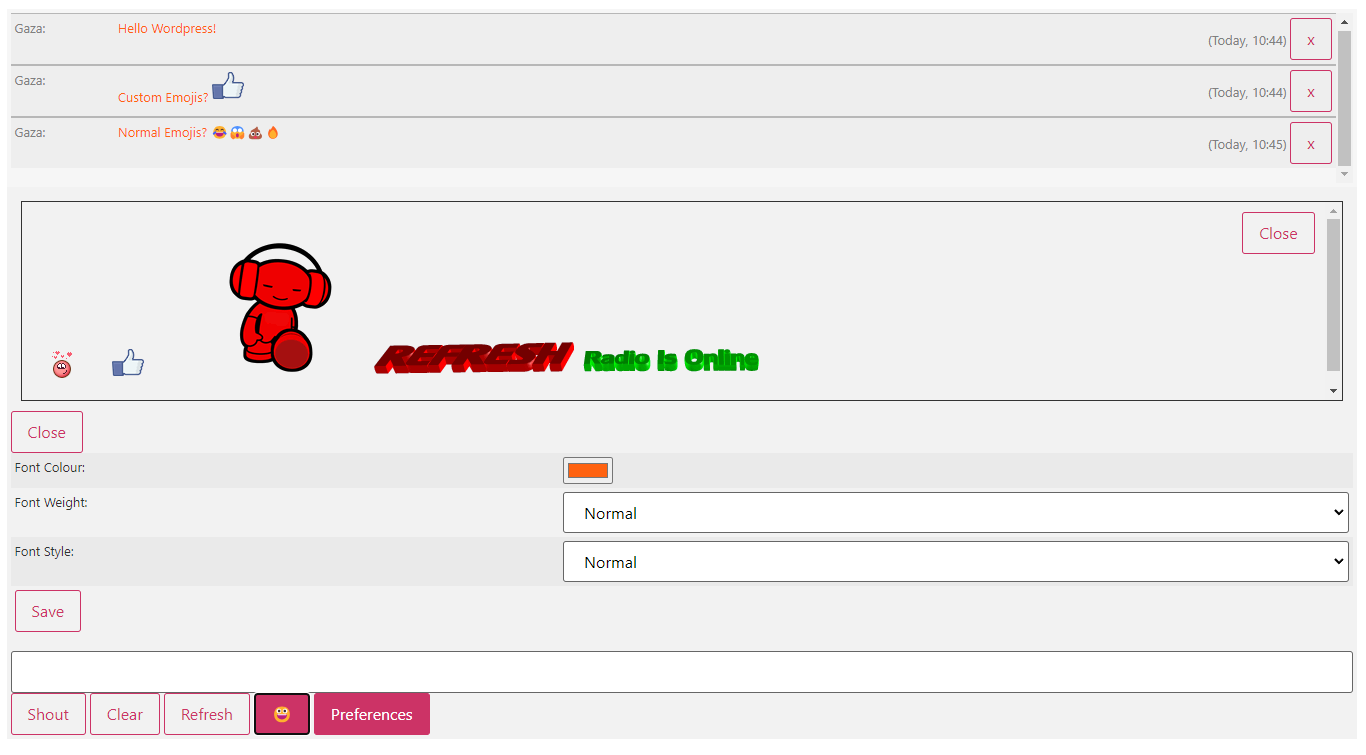 Gaza: Hello Wordpress! (Today, 10:44) x
Gaza: Custom Emojis? (Today, 10:44) x
Gaza: Normal Emojis? 😂 😱 💩 🔥 (Today, 10:45) x
Close
REFRESH Radio Is Online
Close
Font Colour:
Font Weight: Normal
Font Style: Normal
Save
Shout Clear Refresh Preferences